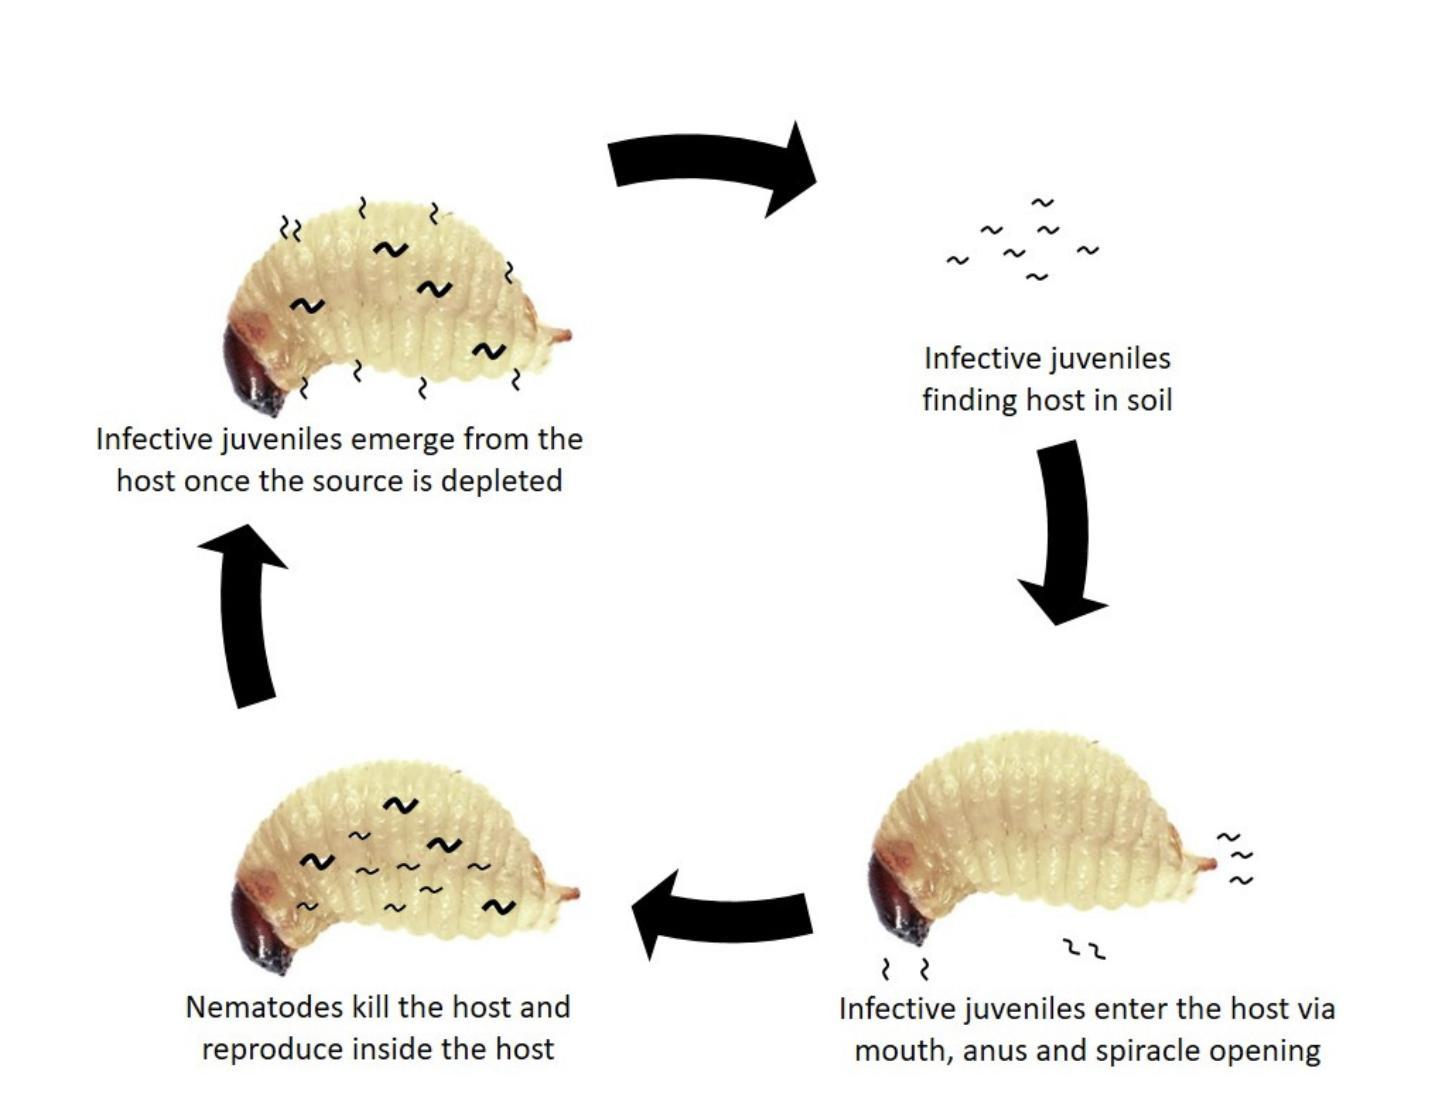 Infective juveniles emerge from the
host once the source is depleted
Infective juveniles
finding host in soil
Nematodes kill the host and
reproduce inside the host
Infective juveniles enter the host via
mouth, anus and spiracle opening